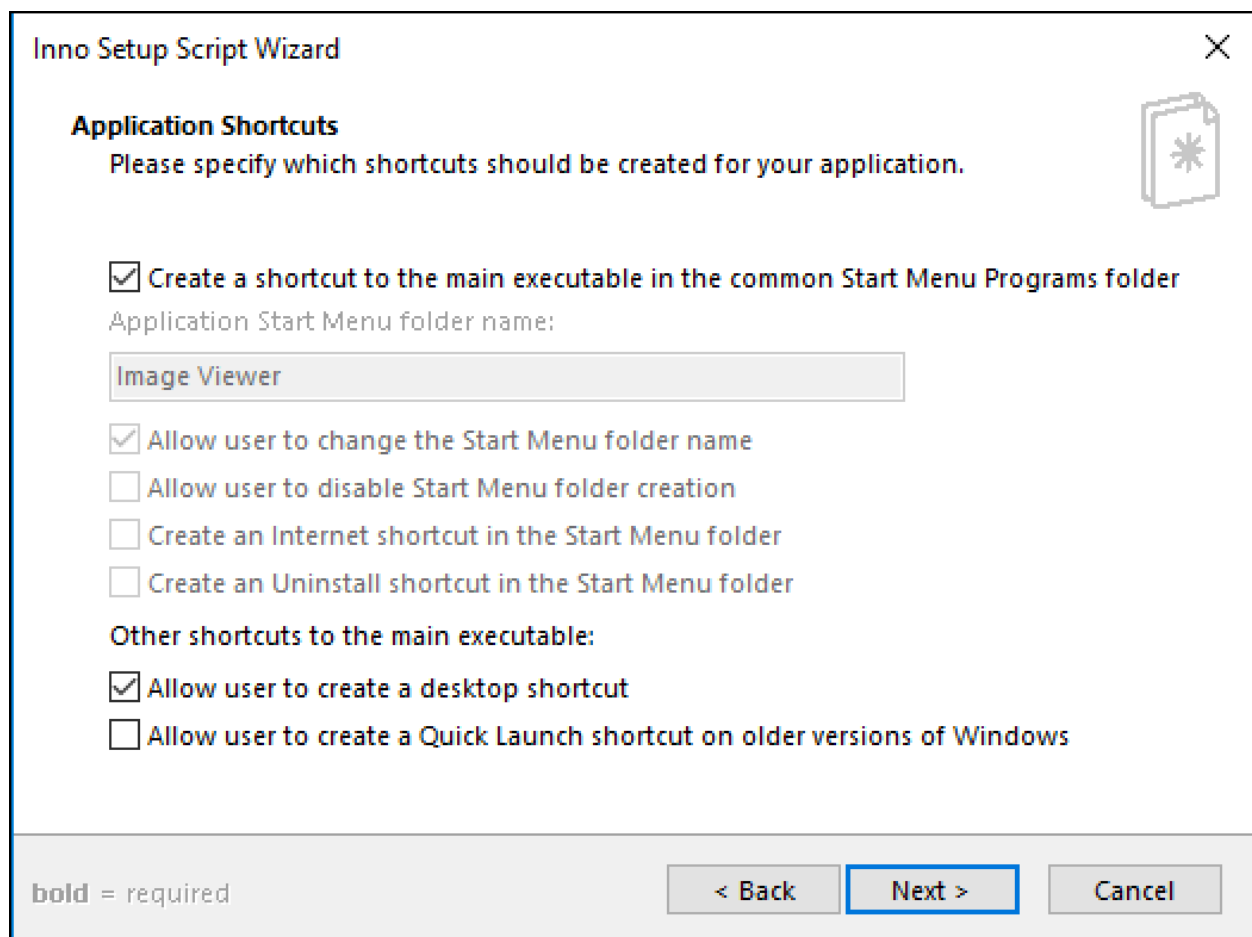 Inno Setup Script Wizard
Application Shortcuts
Please specify which shortcuts should be created for your application.
Create a shortcut to the main executable in the common Start Menu Programs folder
Application Start Menu folder name:
Image Viewer
Allow user to change the Start Menu folder name
Allow user to disable Start Menu folder creation
Create an Internet shortcut in the Start Menu folder
Create an Uninstall shortcut in the Start Menu folder
Other shortcuts to the main executable:
Allow user to create a desktop shortcut
Allow user to create a Quick Launch shortcut on older versions of Windows
bold = required
< Back
Next >
Cancel